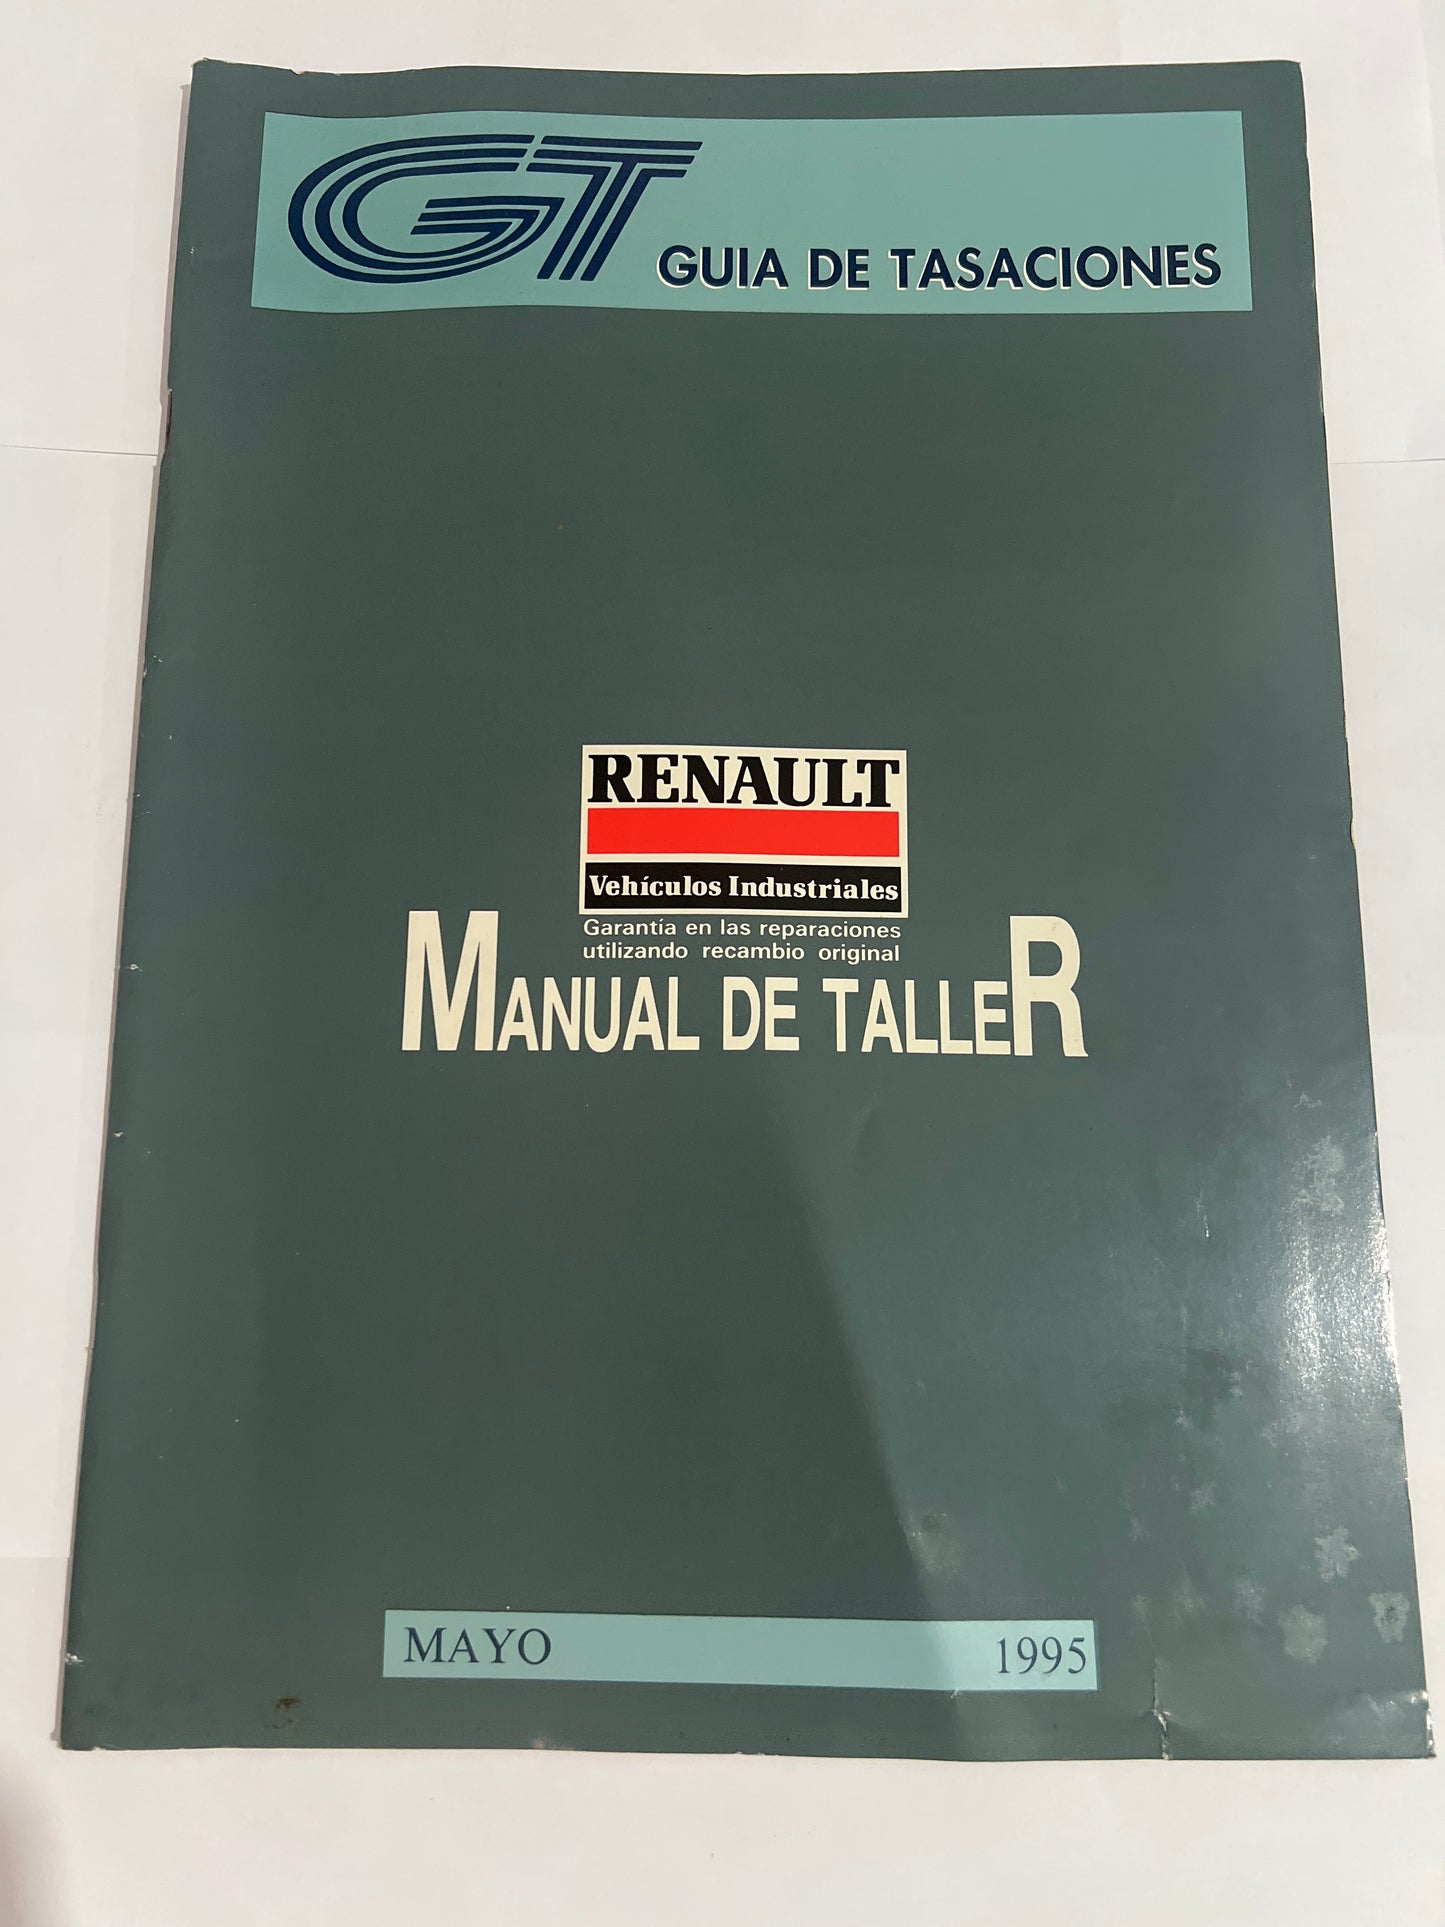 GT
GUIA DE TASACIONES
RENAULT
Vehículos Industriales
Garantía en las reparaciones
utilizando recambio original
MANUAL DE TALLER
MAYO 1995